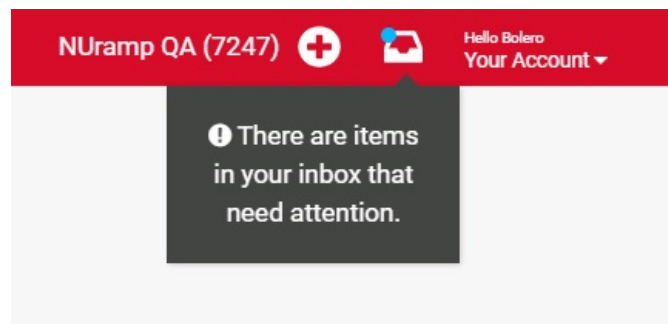 NUramp QA (7247)
Hello Bolero
Your Account
There are items
in your inbox that
need attention.